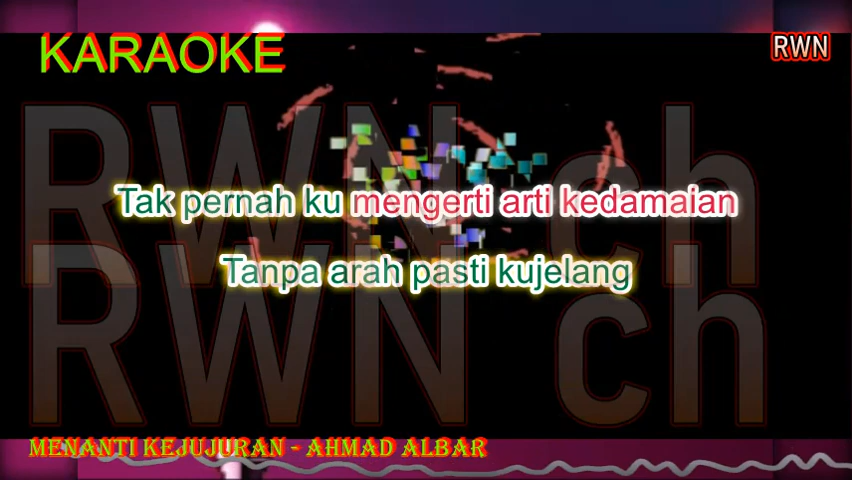 KARAOKE
RWN
RWN ch
Tak pernah ku mengerti arti kedamaian
Tanpa arah pasti kujelang
RWN ch
MENANTI KEJUJURAN - AHMAD ALBAR